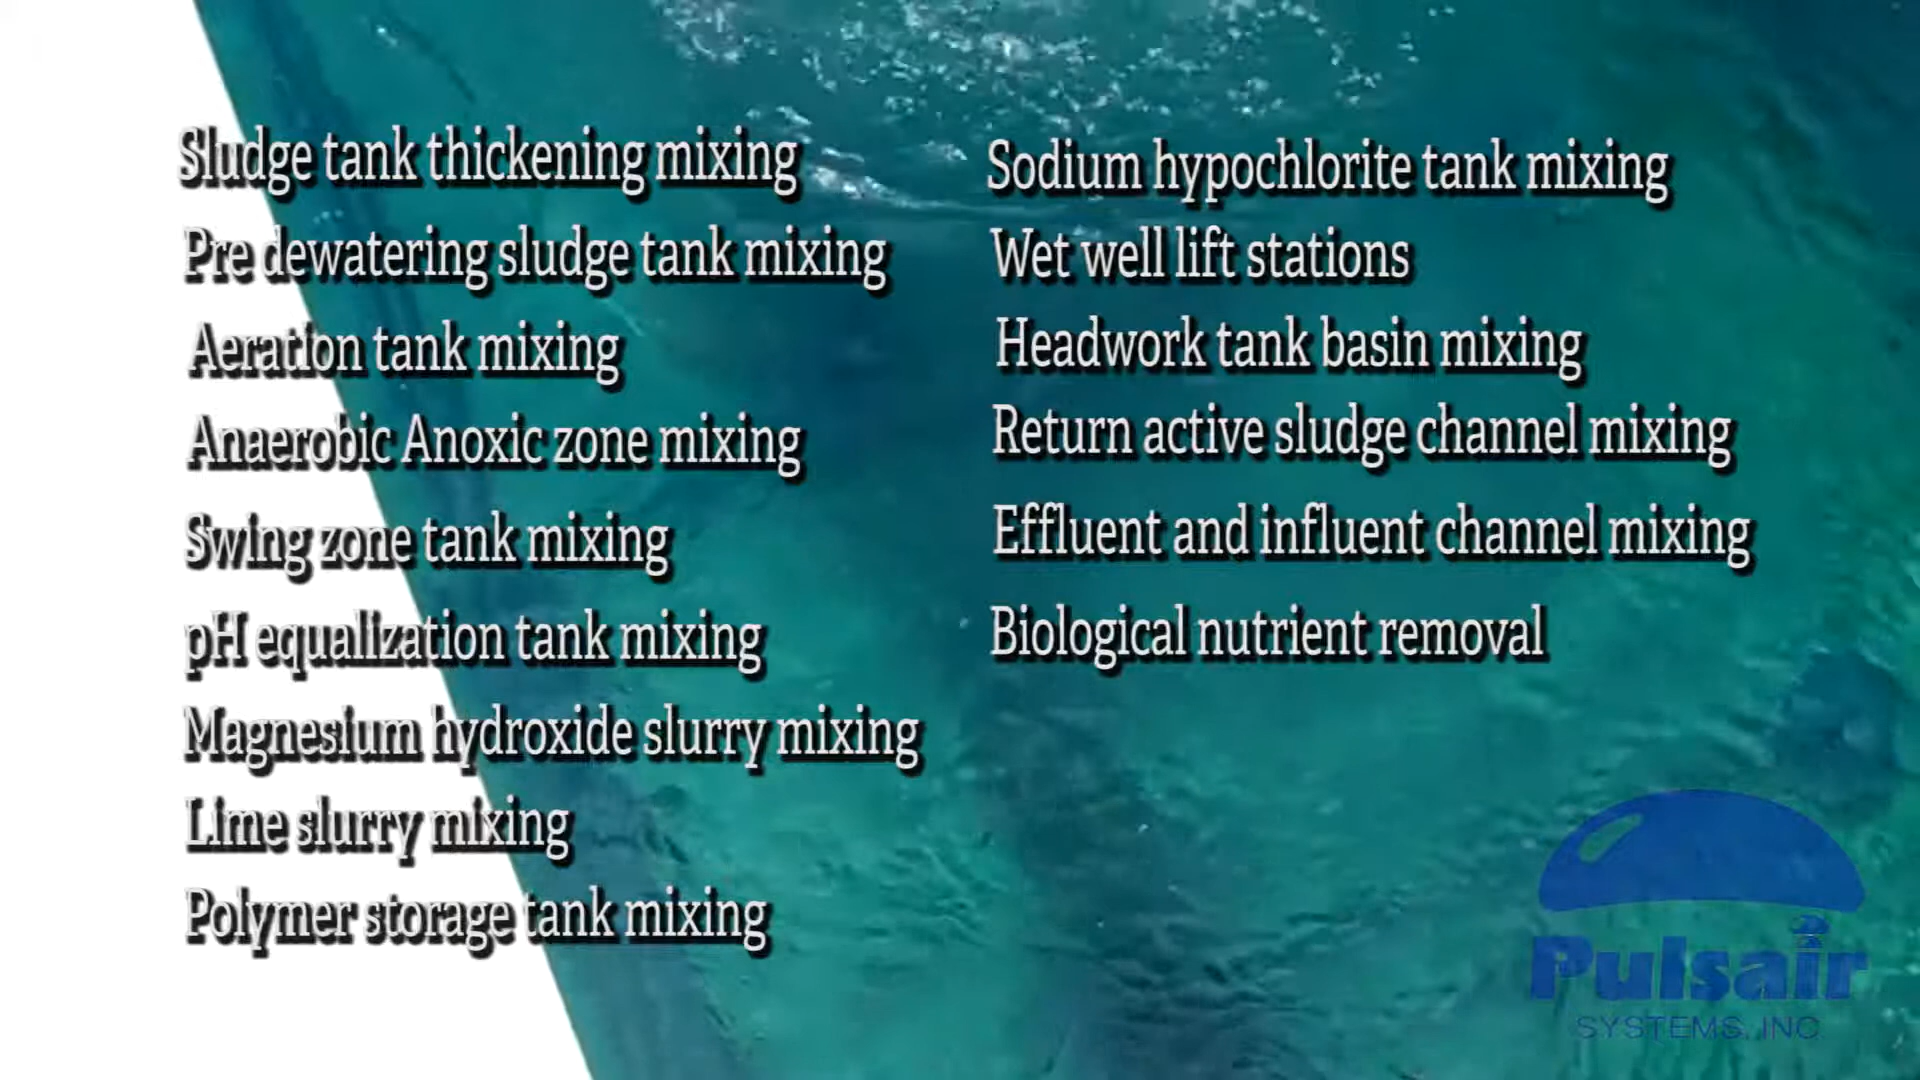 Sludge tank thickening mixing
Pre dewatering sludge tank mixing
Aeration tank mixing
Anaerobic Anoxic zone mixing
Swing zone tank mixing
pH equalization tank mixing
Magnesium hydroxide slurry mixing
Lime slurry mixing
Polymer storage tank mixing
Sodium hypochlorite tank mixing
Wet well lift stations
Headwork tank basin mixing
Return active sludge channel mixing
Effluent and influent channel mixing
Biological nutrient removal
Pulsair
SYSTEMS, INC